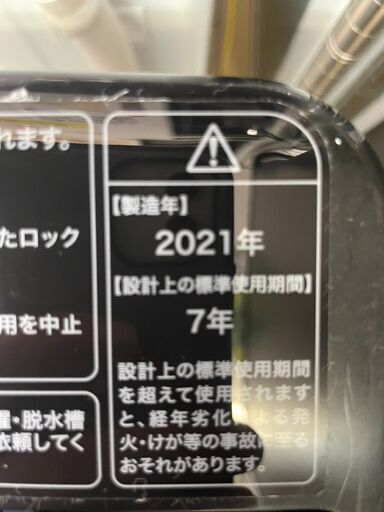 れます。
たロック
用を中止
濯・脱水槽
依頼してく
【製造年】
2021年
【設計上の標準使用期間】
7年
設計上の標準使用期間
を超えて使用されます
と、経年劣化による発
火・けが等の事故に至る
おそれがあります。